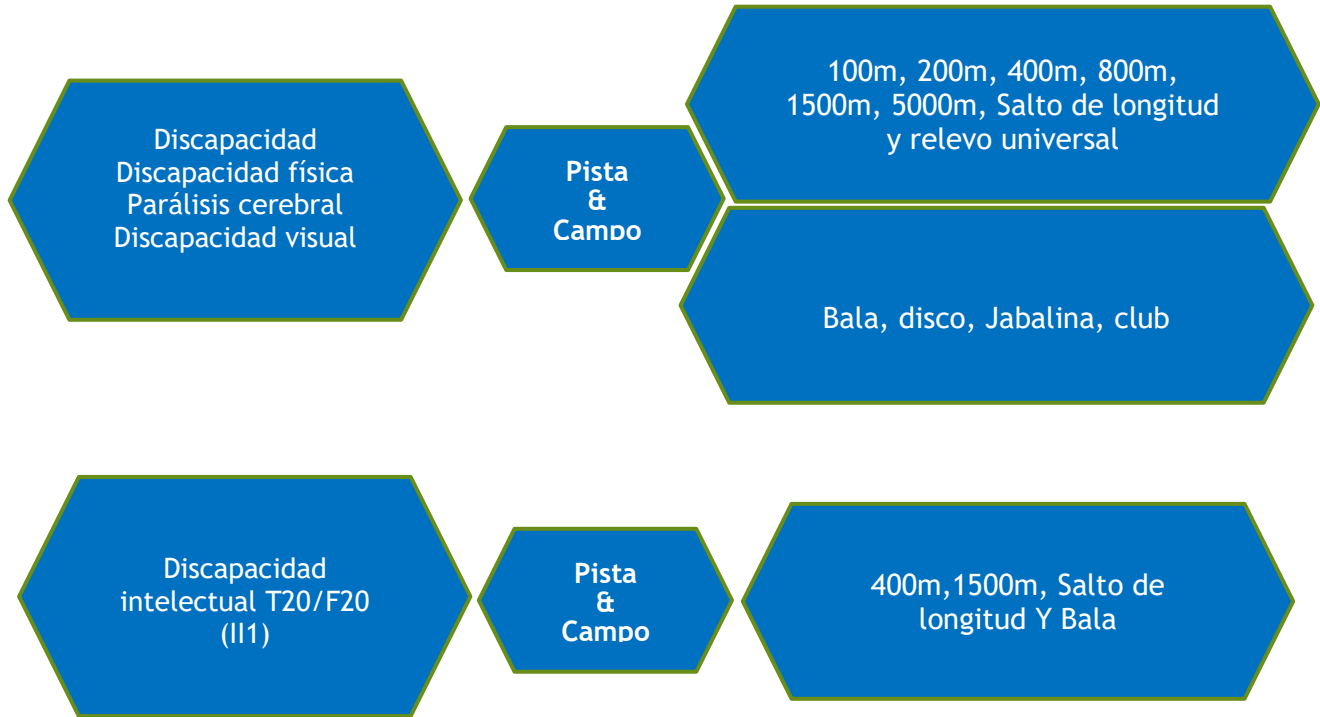 Discapacidad
Discapacidad física
Parálisis cerebral
Discapacidad visual
Pista
&
Campo
100m, 200m, 400m, 800m,
1500m, 5000m, Salto de longitud
y relevo universal
Bala, disco, Jabalina, club
Discapacidad
intelectual T20/F20
(II1)
Pista
&
Campo
400m,1500m, Salto de
longitud Y Bala